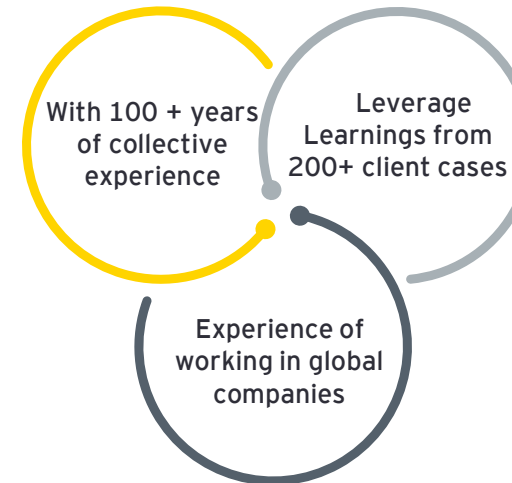 With 100 + years
of collective
experience
Leverage
Learnings from
200+ client cases
Experience of
working in global
companies